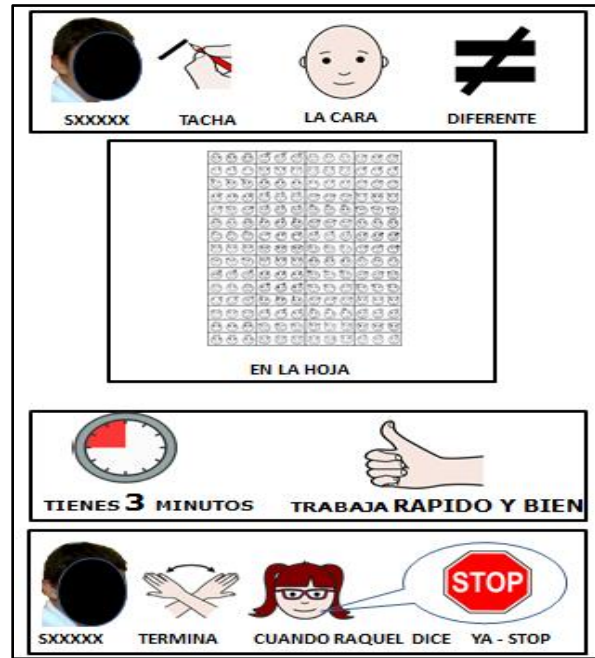 SXXXXX TACHA LA CARA DIFERENTE
EN LA HOJA
TIENES 3 MINUTOS TRABAJA RAPIDO Y BIEN
STOP
SXXXXX TERMINA CUANDO RAQUEL DICE YA - STOP